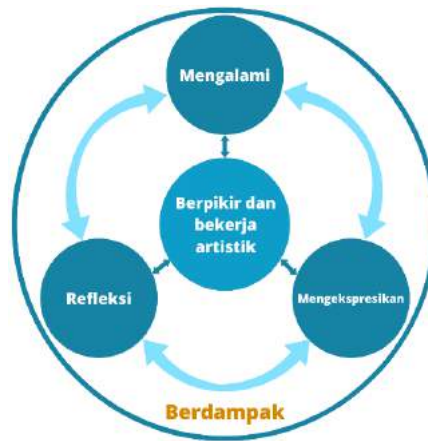 Mengalami
Berpikir dan
bekerja
artistik
Refleksi
Mengekspresikan
Berdampak